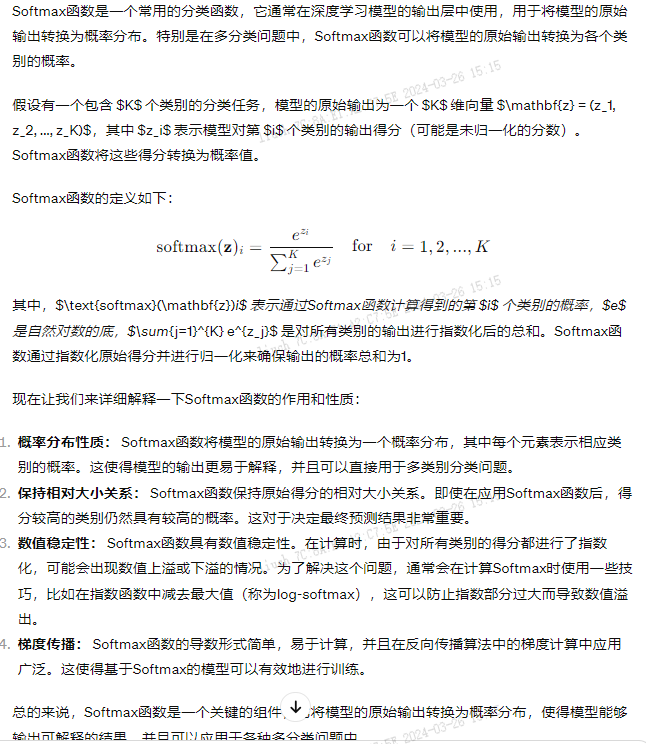 Softmax函数是一个常用的分类函数，它通常在深度学习模型的输出层中使用，用于将模型的原始
输出转换为概率分布。特别是在多分类问题中，Softmax函数可以将模型的原始输出转换为各个类
别的概率。
假设有一个包含 $K$ 个类别的分类任务，模型的原始输出为一个 $K$ 维向量 $\mathbf{z} = (z_1,
z_2, ..., z_K)$，其中 $z_i$ 表示模型对第 $i$ 个类别的输出得分（可能是未归一化的分数）。
Softmax函数将这些得分转换为概率值。
Softmax函数的定义如下：
softmax(z)_i = e^{z_i} / ∑_{j=1}^{K} e^{z_j} for i = 1, 2, ..., K
其中，$\text{softmax}(\mathbf{z})i$ 表示通过Softmax函数计算得到的第 $i$ 个类别的概率，$e$
是自然对数的底，$\sum{j=1}^{K} e^{z_j}$ 是对所有类别的输出进行指数化后的总和。Softmax函
数通过指数化原始得分并进行归一化来确保输出的概率总和为1。
现在让我们来详细解释一下Softmax函数的作用和性质：
1. 概率分布性质： Softmax函数将模型的原始输出转换为一个概率分布，其中每个元素表示相应类
别的概率。这使得模型的输出更易于解释，并且可以直接用于多类别分类问题。
2. 保持相对大小关系： Softmax函数保持原始得分的相对大小关系。即使在应用Softmax函数后，得
分较高的类别仍然具有较高的概率。这对于决定最终预测结果非常重要。
3. 数值稳定性： Softmax函数具有数值稳定性。在计算时，由于对所有类别的得分都进行了指数
化，可能会出现数值上溢或下溢的情况。为了解决这个问题，通常会在计算Softmax时使用一些技
巧，比如在指数函数中减去最大值（称为log-softmax），这可以防止指数部分过大而导致数值溢
出。
4. 梯度传播： Softmax函数的导数形式简单，易于计算，并且在反向传播算法中的梯度计算中应用
广泛。这使得基于Softmax的模型可以有效地进行训练。
总的来说，Softmax函数是一个关键的组件，将模型的原始输出转换为概率分布，使得模型能够
输出可解释的结果，并且可以应用于各种多分类问题中
2024-03-26 15:15
2024-03-26 15:15
2024-03-26 15:15